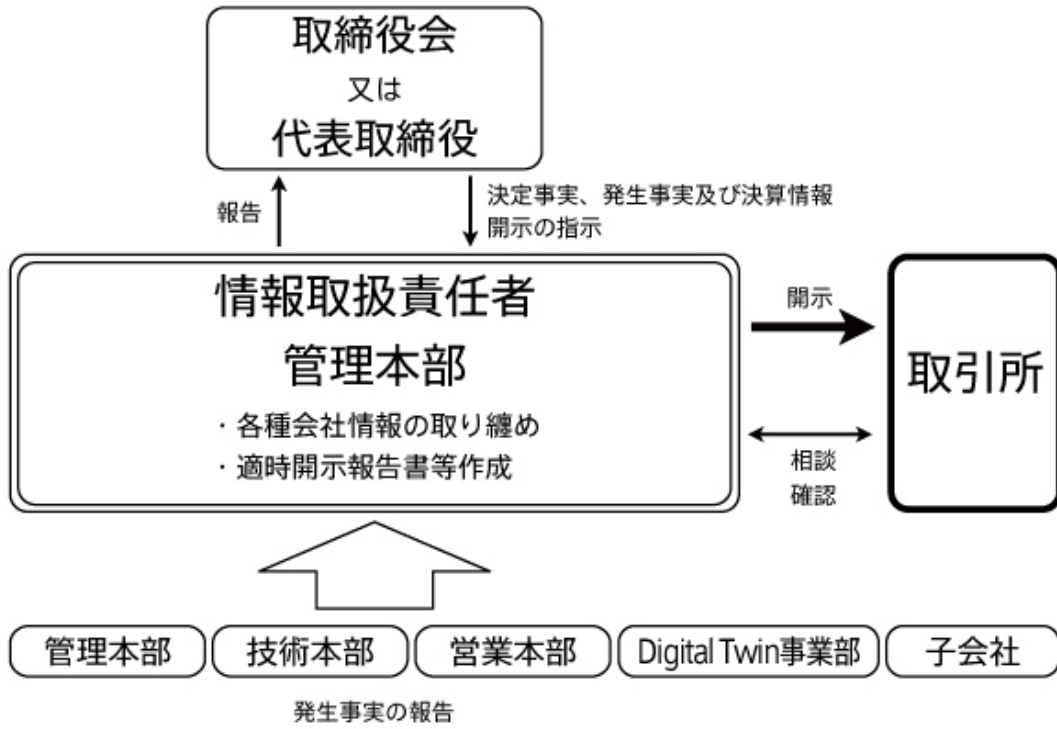 取締役会
又は
代表取締役
報告
決定事実、発生事実及び決算情報
開示の指示
情報取扱責任者
管理本部
・各種会社情報の取り纏め
・適時開示報告書等作成
開示
取引所
相談
確認
管理本部
技術本部
営業本部
Digital Twin事業部
子会社
発生事実の報告